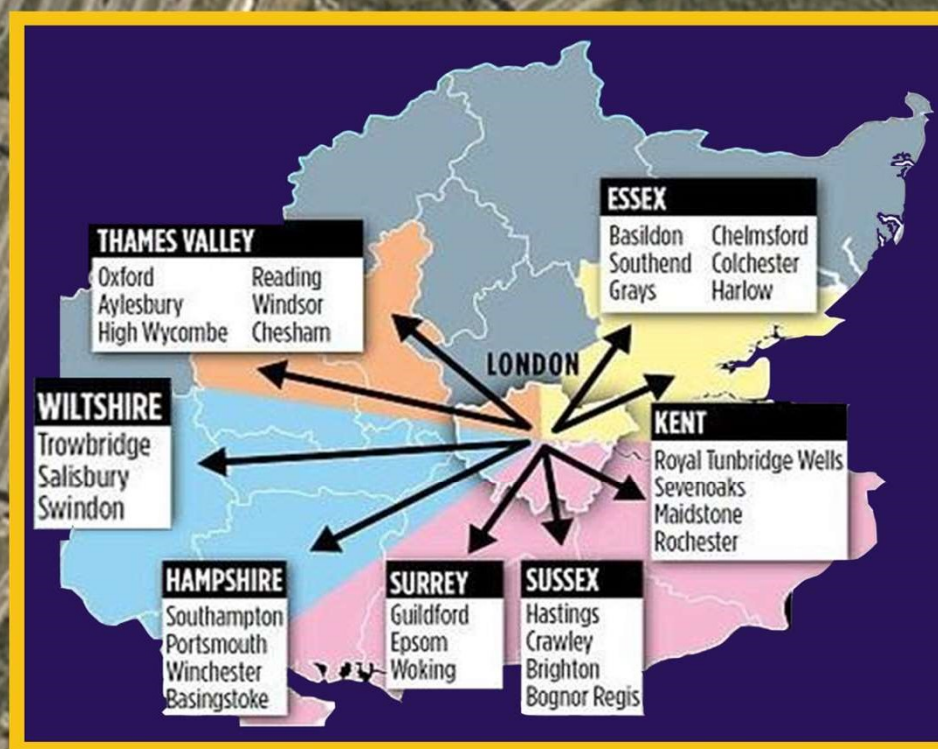 THAMES VALLEY
Oxford Reading
Aylesbury Windsor
High Wycombe Chesham
ESSEX
Basildon Chelmsford
Southend Colchester
Grays Harlow
LONDON
WILTSHIRE
Trowbridge
Salisbury
Swindon
KENT
Royal Tunbridge Wells
Sevenoaks
Maidstone
Rochester
HAMPSHIRE
Southampton
Portsmouth
Winchester
Basingstoke
SURREY
Guildford
Epsom
Woking
SUSSEX
Hastings
Crawley
Brighton
Bognor Regis